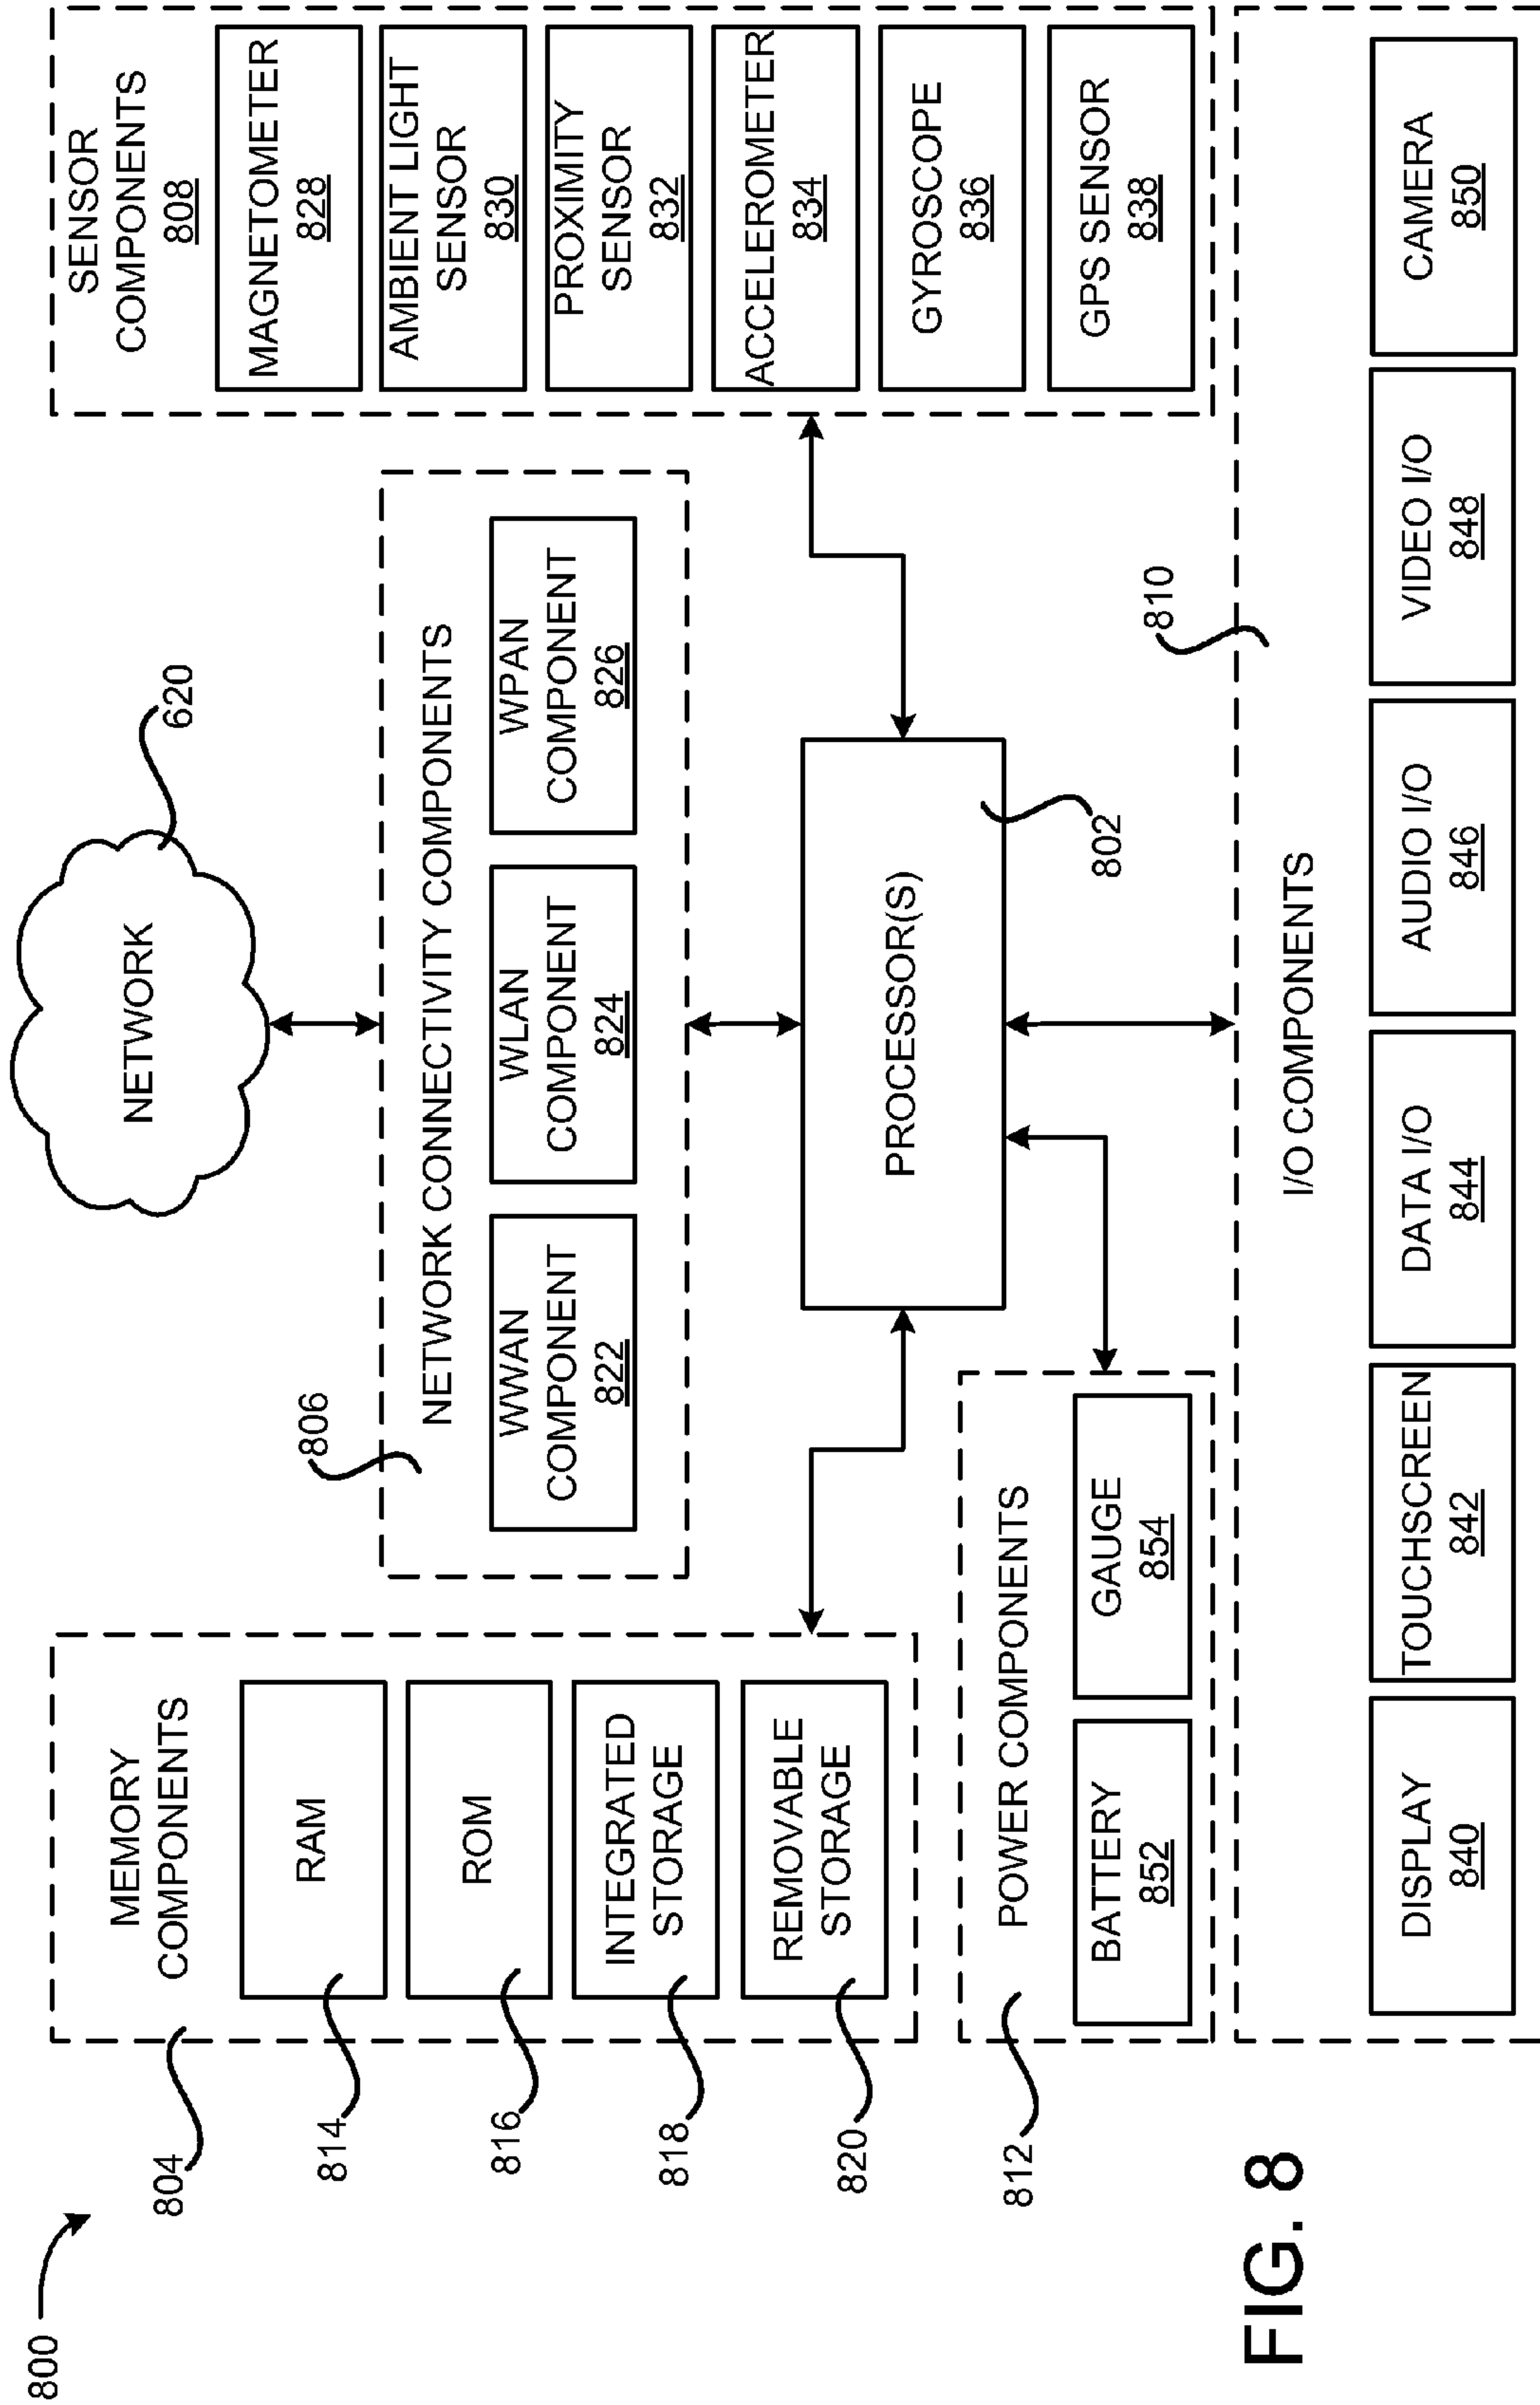 800
804
MEMORY
COMPONENTS
RAM
814
ROM
816
INTEGRATED
STORAGE
818
REMOVABLE
STORAGE
820
812
POWER COMPONENTS
BATTERY
852
GAUGE
854
NETWORK
620
806
NETWORK CONNECTIVITY COMPONENTS
WWAN
COMPONENT
822
WLAN
COMPONENT
824
WPAN
COMPONENT
826
PROCESSOR(S)
802
SENSOR
COMPONENTS
808
MAGNETOMETER
828
AMBIENT LIGHT
SENSOR
830
PROXIMITY
SENSOR
832
ACCELEROMETER
834
GYROSCOPE
836
GPS SENSOR
838
810
I/O COMPONENTS
DISPLAY
840
TOUCHSCREEN
842
DATA I/O
844
AUDIO I/O
846
VIDEO I/O
848
CAMERA
850
FIG. 8